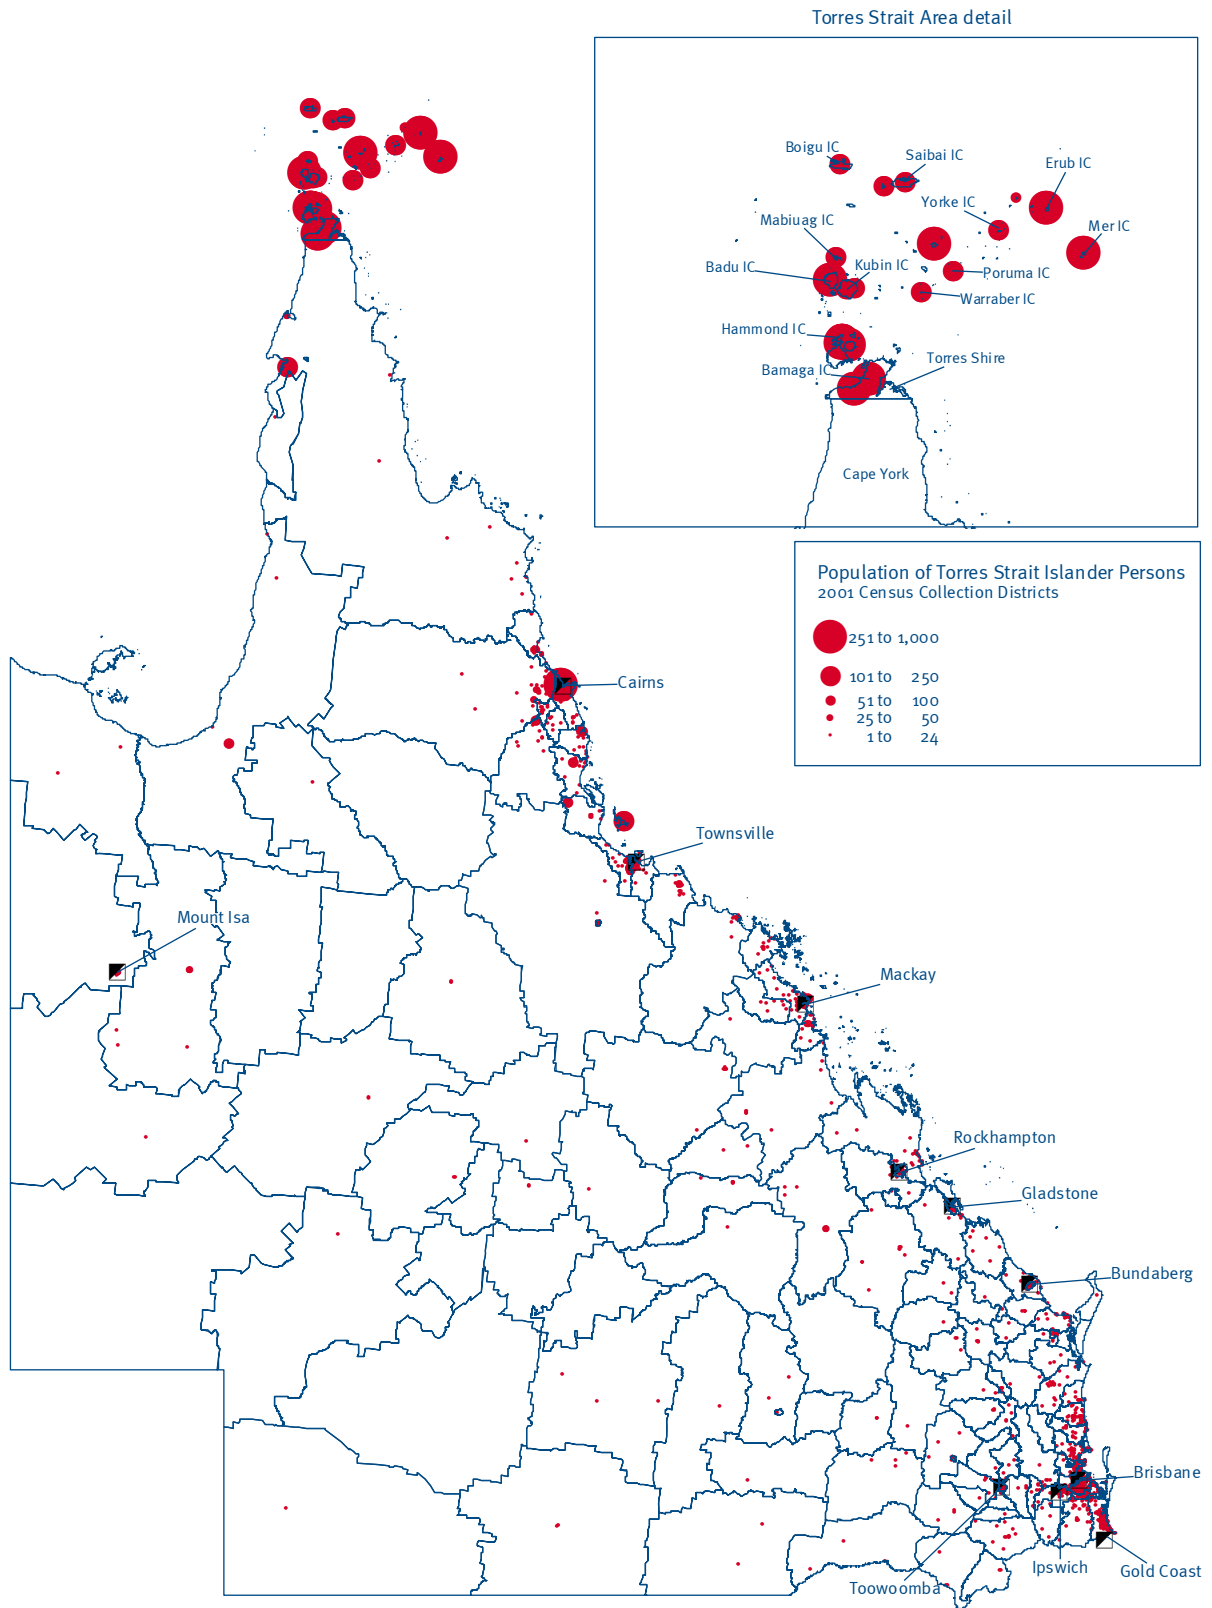 Torres Strait Area detail
Boigu IC
Saibai IC
Erub IC
Yorke IC
Mabiuag IC
Mer IC
Badu IC
Kubin IC
Poruma IC
Warraber IC
Hammond IC
Torres Shire
Bamaga IC
Cape York
Population of Torres Strait Islander Persons
2001 Census Collection Districts
251 to 1,000
101 to 250
51 to 100
25 to 50
1 to 24
Cairns
Townsville
Mount Isa
Mackay
Rockhampton
Gladstone
Bundaberg
Brisbane
Ipswich
Gold Coast
Toowoomba